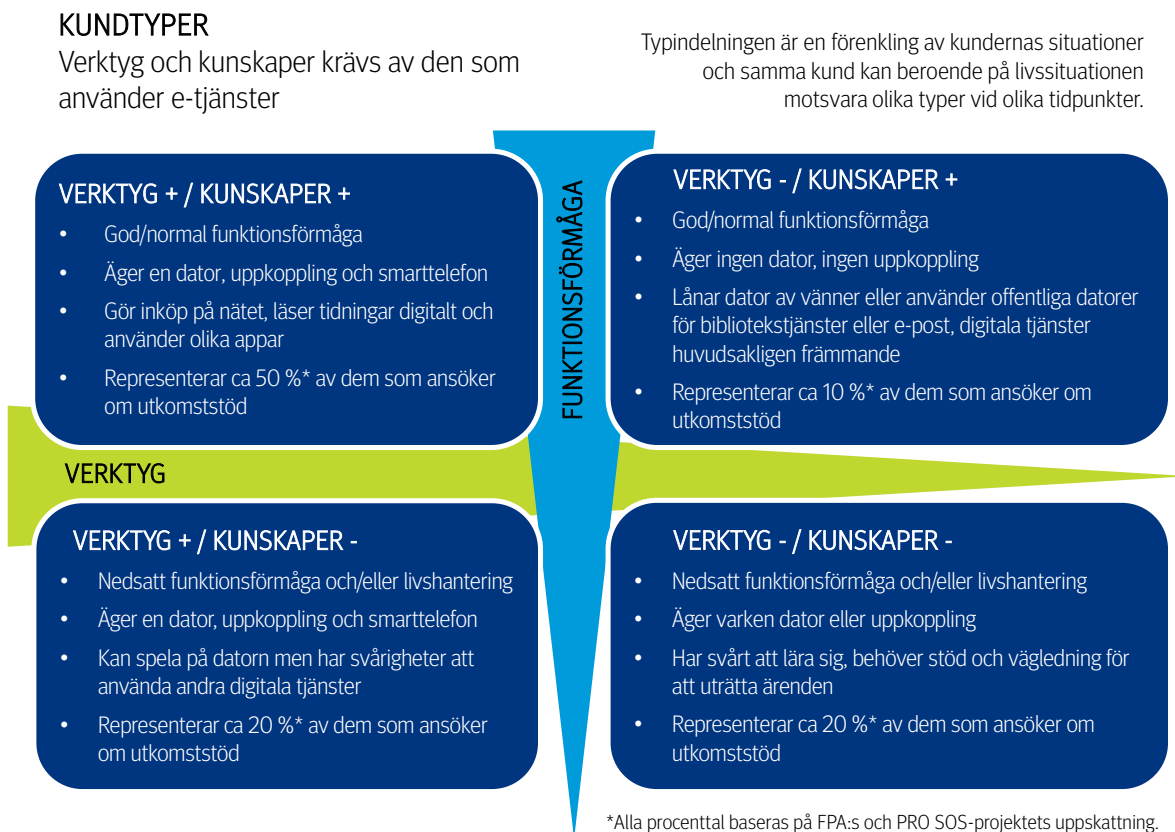 KUNDTYPER
Verktyg och kunskaper krävs av den som
använder e-tjänster
Typindelningen är en förenkling av kundernas situationer
och samma kund kan beroende på livssituationen
motsvara olika typer vid olika tidpunkter.
VERKTYG + / KUNSKAPER +
• God/normal funktionsförmåga
• Äger en dator, uppkoppling och smarttelefon
• Gör inköp på nätet, läser tidningar digitalt och
använder olika appar
• Representerar ca 50 %* av dem som ansöker
om utkomststöd
FUNKTIONSFÖRMÅGA
VERKTYG - / KUNSKAPER +
• God/normal funktionsförmåga
• Äger ingen dator, ingen uppkoppling
• Lånar dator av vänner eller använder offentliga datorer
för bibliotekstjänster eller e-post, digitala tjänster
huvudsakligen främmande
• Representerar ca 10 %* av dem som ansöker om
utkomststöd
VERKTYG
VERKTYG + / KUNSKAPER -
• Nedsatt funktionsförmåga och/eller livshantering
• Äger en dator, uppkoppling och smarttelefon
• Kan spela på datorn men har svårigheter att
använda andra digitala tjänster
• Representerar ca 20 %* av dem som ansöker
om utkomststöd
VERKTYG - / KUNSKAPER -
• Nedsatt funktionsförmåga och/eller livshantering
• Äger varken dator eller uppkoppling
• Har svårt att lära sig, behöver stöd och vägledning för
att uträtta ärenden
• Representerar ca 20 %* av dem som ansöker om
utkomststöd
*Alla procenttal baseras på FPA:s och PRO SOS-projektets uppskattning.